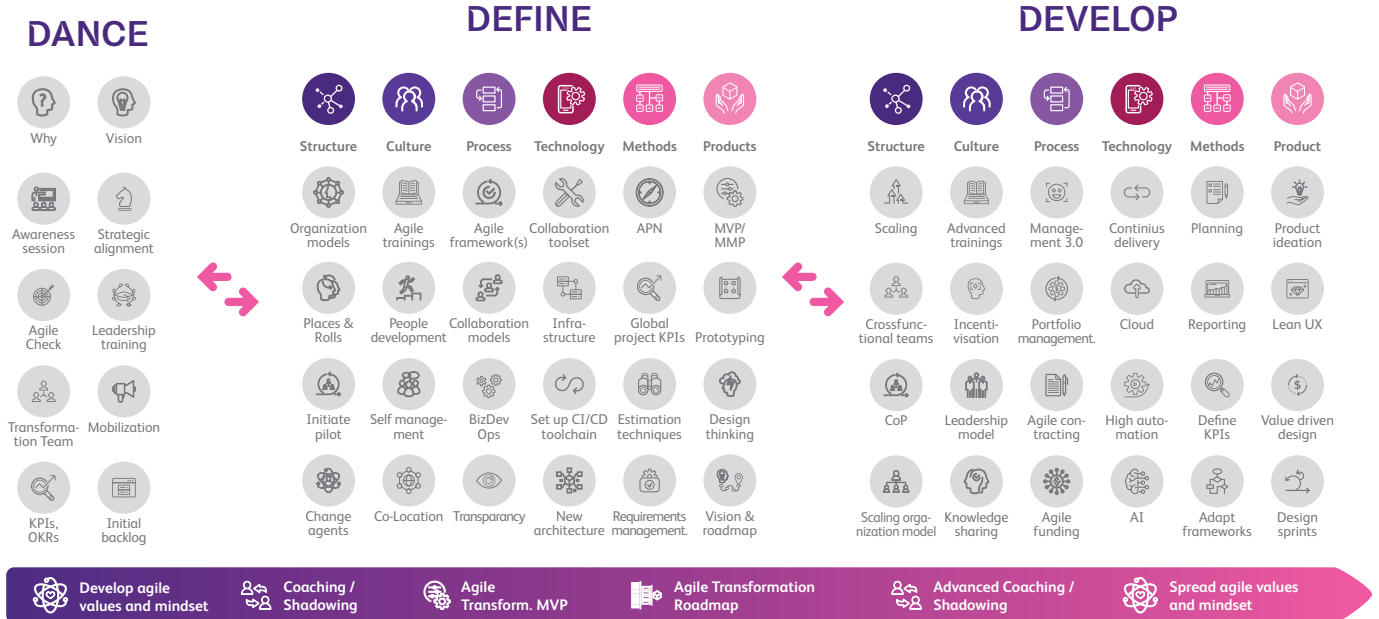 DANCE
Why
Vision
Awareness
session
Strategic
alignment
Agile
Check
Leadership
training
Transforma-
tion Team
Mobilization
KPIs,
OKRs
Initial
backlog
DEFINE
Structure
Culture
Process
Technology
Methods
Products
Organization
models
Agile
trainings
Agile
framework(s)
Collaboration
toolset
APN
MVP/
MMP
Places &
Rolls
People
development
Collaboration
models
Infra-
structure
Global
project KPIs
Prototyping
Initiate
pilot
Self manage-
ment
BizDev
Ops
Set up CI/CD
toolchain
Estimation
techniques
Design
thinking
Change
agents
Co-Location
Transparancy
New
architecture
Requirements
management.
Vision &
roadmap
DEVELOP
Structure
Culture
Process
Technology
Methods
Product
Scaling
Advanced
trainings
Manage-
ment 3.0
Continius
delivery
Planning
Product
ideation
Crossfunc-
tional teams
Incenti-
visation
Portfolio
management.
Cloud
Reporting
Lean UX
CoP
Leadership
model
Agile con-
tracting
High auto-
mation
Define
KPIs
Value driven
design
Scaling orga-
nization model
Knowledge
sharing
Agile
funding
AI
Adapt
frameworks
Design
sprints
Develop agile
values and mindset
Coaching /
Shadowing
Agile
Transform. MVP
Agile Transformation
Roadmap
Advanced Coaching /
Shadowing
Spread agile values
and mindset